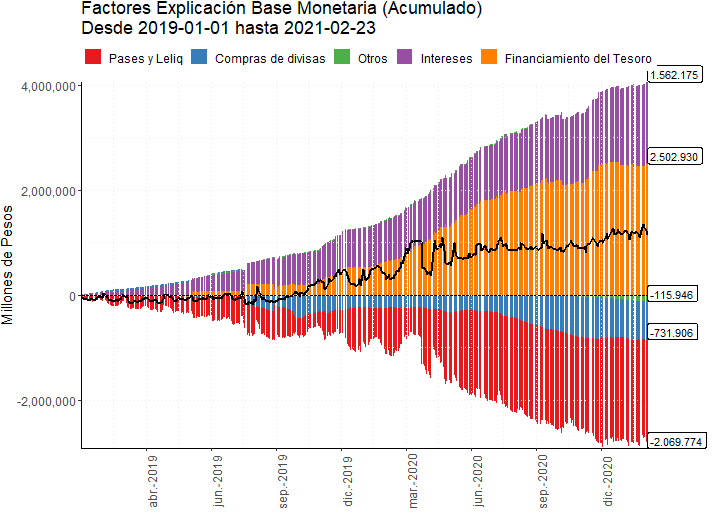 Factores Explicación Base Monetaria (Acumulado)
Desde 2019-01-01 hasta 2021-02-23
Pases y Leliq Compras de divisas Otros Intereses Financiamiento del Tesoro
Millones de Pesos
4,000,000
2,000,000
0
-2,000,000
1.562.175
2.502.930
-115.946
-731.906
-2.069.774
abr.-2019
jun.-2019
sep.-2019
dic.-2019
mar.-2020
jun.-2020
sep.-2020
dic.-2020